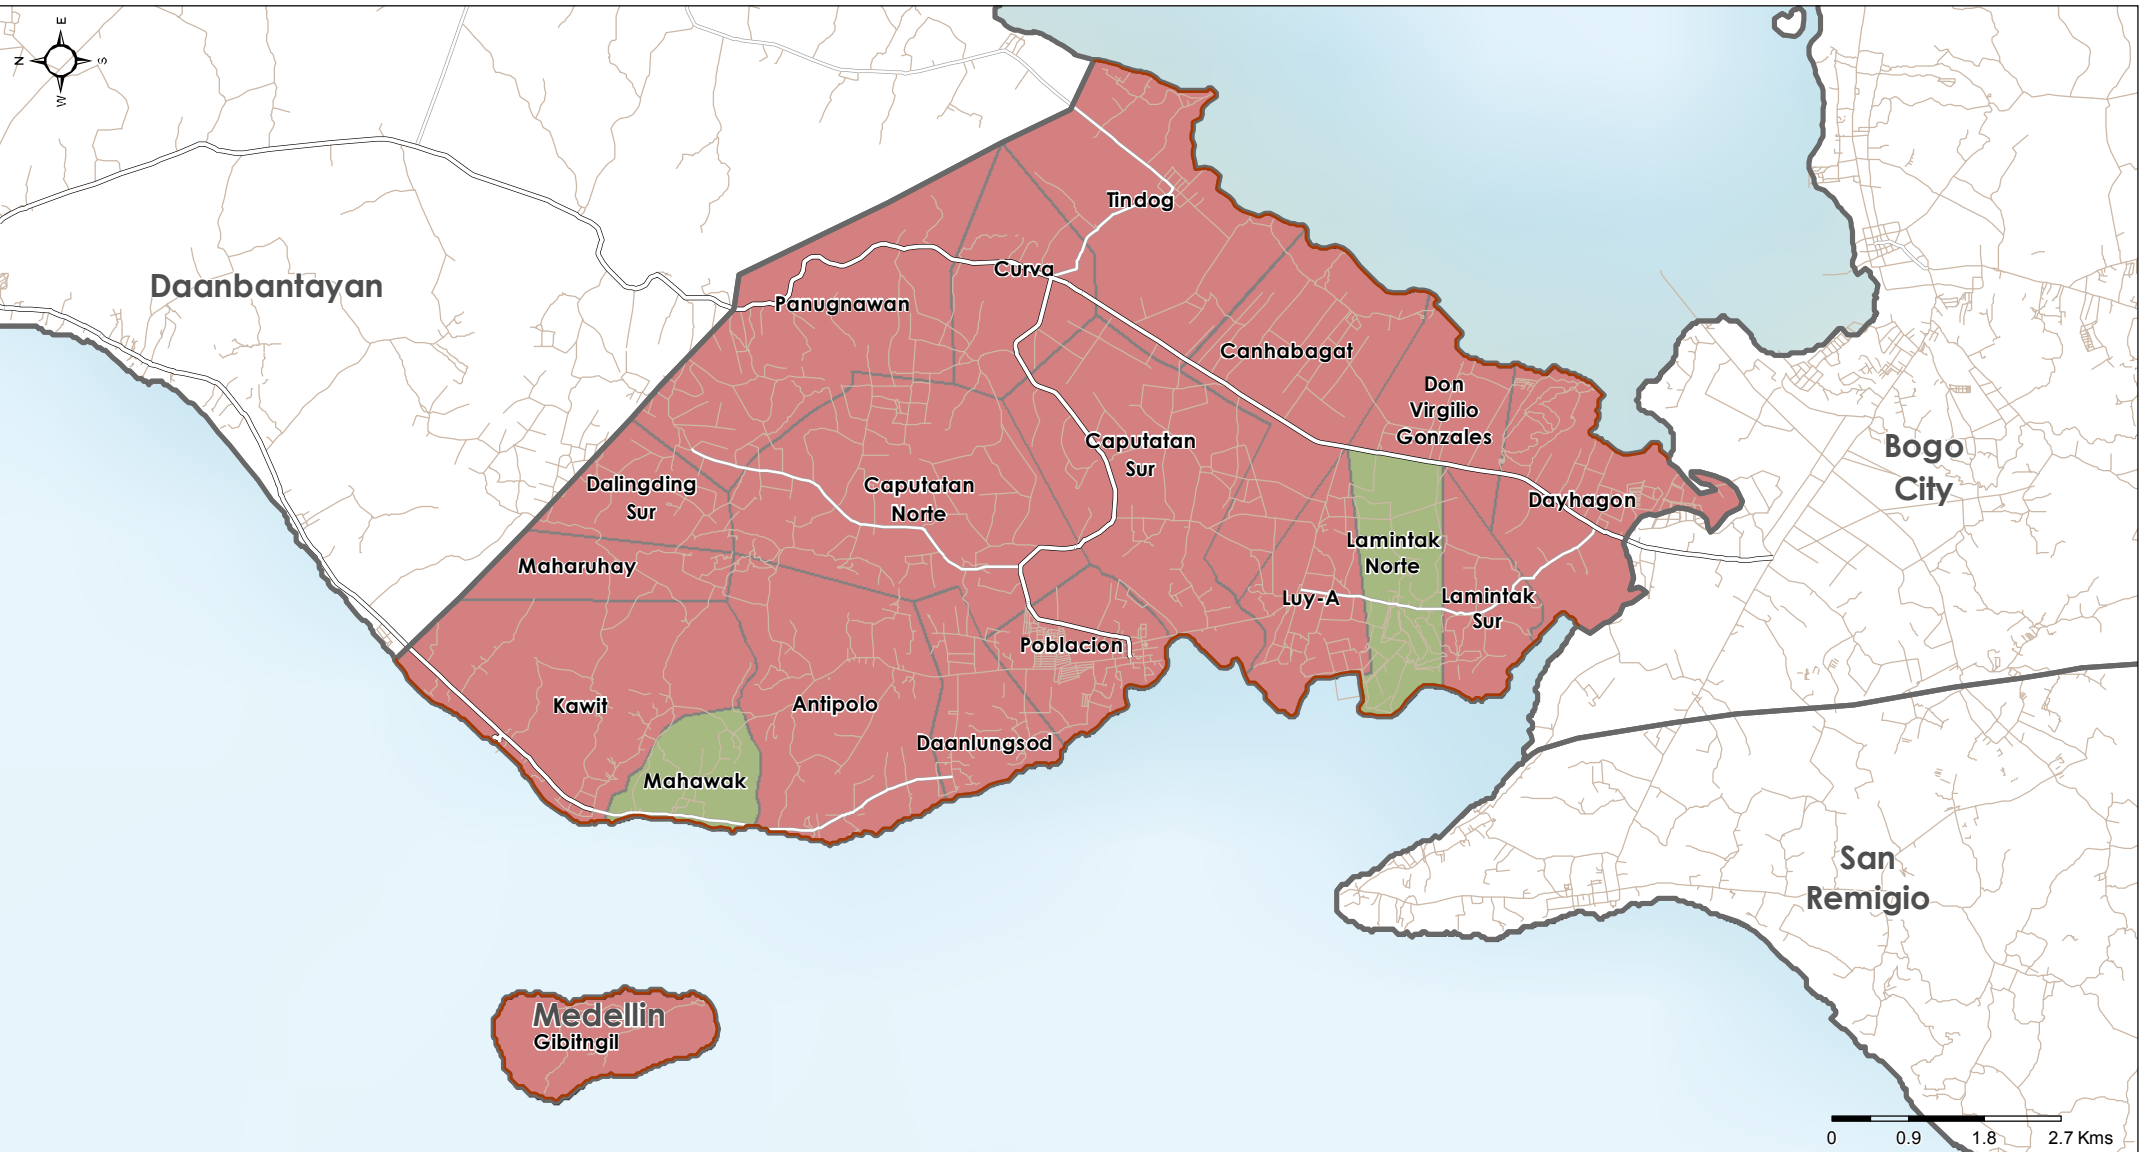 E
N
S
W
Tindog
Curva
Daanbantayan
Panugnawan
Canhabagat
Don
Virgilio
Gonzales
Caputatan
Sur
Bogo
City
Dalingding
Sur
Caputatan
Norte
Dayhagon
Lamintak
Norte
Maharuhay
Luy-A
Lamintak
Sur
Poblacion
Kawit
Antipolo
Daanlungsod
Mahawak
San
Remigio
Medellin
Gibitngil
0 0.9 1.8 2.7 Kms